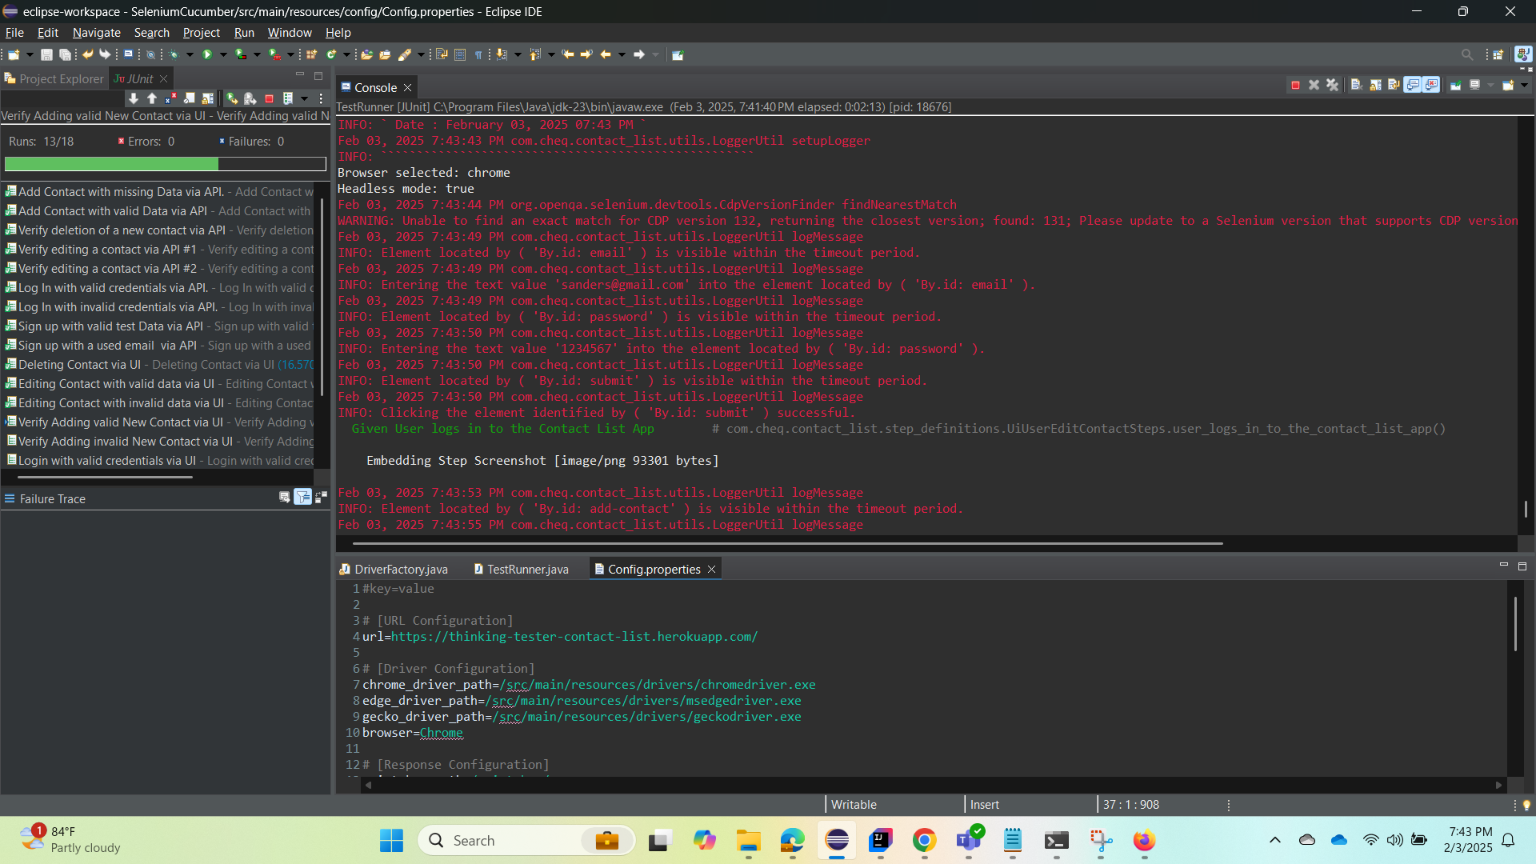 eclipse-workspace - SeleniumCucumber/src/main/resources/config/Config.properties - Eclipse IDE
File Edit Navigate Search Project Run Window Help
Project Explorer JUnit
Verify Adding valid New Contact via UI - Verify Adding valid N
Runs: 13/18 Errors: 0 Failures: 0
Add Contact with missing Data via API. - Add Contact w
Add Contact with valid Data via API - Add Contact with
Verify deletion of a new contact via API - Verify deletion
Verify editing a contact via API #1 - Verify editing a cont
Verify editing a contact via API #2 - Verify editing a cont
Log In with valid credentials via API. - Log In with valid c
Log In with invalid credentials via API. - Log In with inva
Sign up with valid test Data via API - Sign up with valid
Sign up with a used email via API - Sign up with a used
Deleting Contact via UI - Deleting Contact via UI (16.570
Editing Contact with valid data via UI - Editing Contact
Editing Contact with invalid data via UI - Editing Contac
Verify Adding valid New Contact via UI - Verify Adding v
Verify Adding invalid New Contact via UI - Verify Adding
Login with valid credentials via UI - Login with valid cred
Failure Trace
Console
TestRunner [JUnit] C:\Program Files\Java\jdk-23\bin\javaw.exe (Feb 3, 2025, 7:41:40 PM elapsed: 0:02:13) [pid: 18676]
INFO: ` Date : February 03, 2025 07:43 PM `
Feb 03, 2025 7:43:43 PM com.cheq.contact_list.utils.LoggerUtil setupLogger
INFO: ````````````````````````````````````````````````````
Browser selected: chrome
Headless mode: true
Feb 03, 2025 7:43:44 PM org.openqa.selenium.devtools.CdpVersionFinder findNearestMatch
WARNING: Unable to find an exact match for CDP version 132, returning the closest version; found: 131; Please update to a Selenium version that supports CDP version
Feb 03, 2025 7:43:49 PM com.cheq.contact_list.utils.LoggerUtil logMessage
INFO: Element located by ( 'By.id: email' ) is visible within the timeout period.
Feb 03, 2025 7:43:49 PM com.cheq.contact_list.utils.LoggerUtil logMessage
INFO: Entering the text value 'sanders@gmail.com' into the element located by ( 'By.id: email' ).
Feb 03, 2025 7:43:49 PM com.cheq.contact_list.utils.LoggerUtil logMessage
INFO: Element located by ( 'By.id: password' ) is visible within the timeout period.
Feb 03, 2025 7:43:50 PM com.cheq.contact_list.utils.LoggerUtil logMessage
INFO: Entering the text value '1234567' into the element located by ( 'By.id: password' ).
Feb 03, 2025 7:43:50 PM com.cheq.contact_list.utils.LoggerUtil logMessage
INFO: Element located by ( 'By.id: submit' ) is visible within the timeout period.
Feb 03, 2025 7:43:50 PM com.cheq.contact_list.utils.LoggerUtil logMessage
INFO: Clicking the element identified by ( 'By.id: submit' ) successful.
Given User logs in to the Contact List App # com.cheq.contact_list.step_definitions.UiUserEditContactSteps.user_logs_in_to_the_contact_list_app()
Embedding Step Screenshot [image/png 93301 bytes]
Feb 03, 2025 7:43:53 PM com.cheq.contact_list.utils.LoggerUtil logMessage
INFO: Element located by ( 'By.id: add-contact' ) is visible within the timeout period.
Feb 03, 2025 7:43:55 PM com.cheq.contact_list.utils.LoggerUtil logMessage
DriverFactory.java TestRunner.java Config.properties
1 #key=value
2
3 # [URL Configuration]
4 url=https://thinking-tester-contact-list.herokuapp.com/
5
6 # [Driver Configuration]
7 chrome_driver_path=/src/main/resources/drivers/chromedriver.exe
8 edge_driver_path=/src/main/resources/drivers/msedgedriver.exe
9 gecko_driver_path=/src/main/resources/drivers/geckodriver.exe
10 browser=Chrome
11
12 # [Response Configuration]
Writable Insert 37 : 1 : 908
1
84°F
Partly cloudy
Search
7:43 PM
2/3/2025